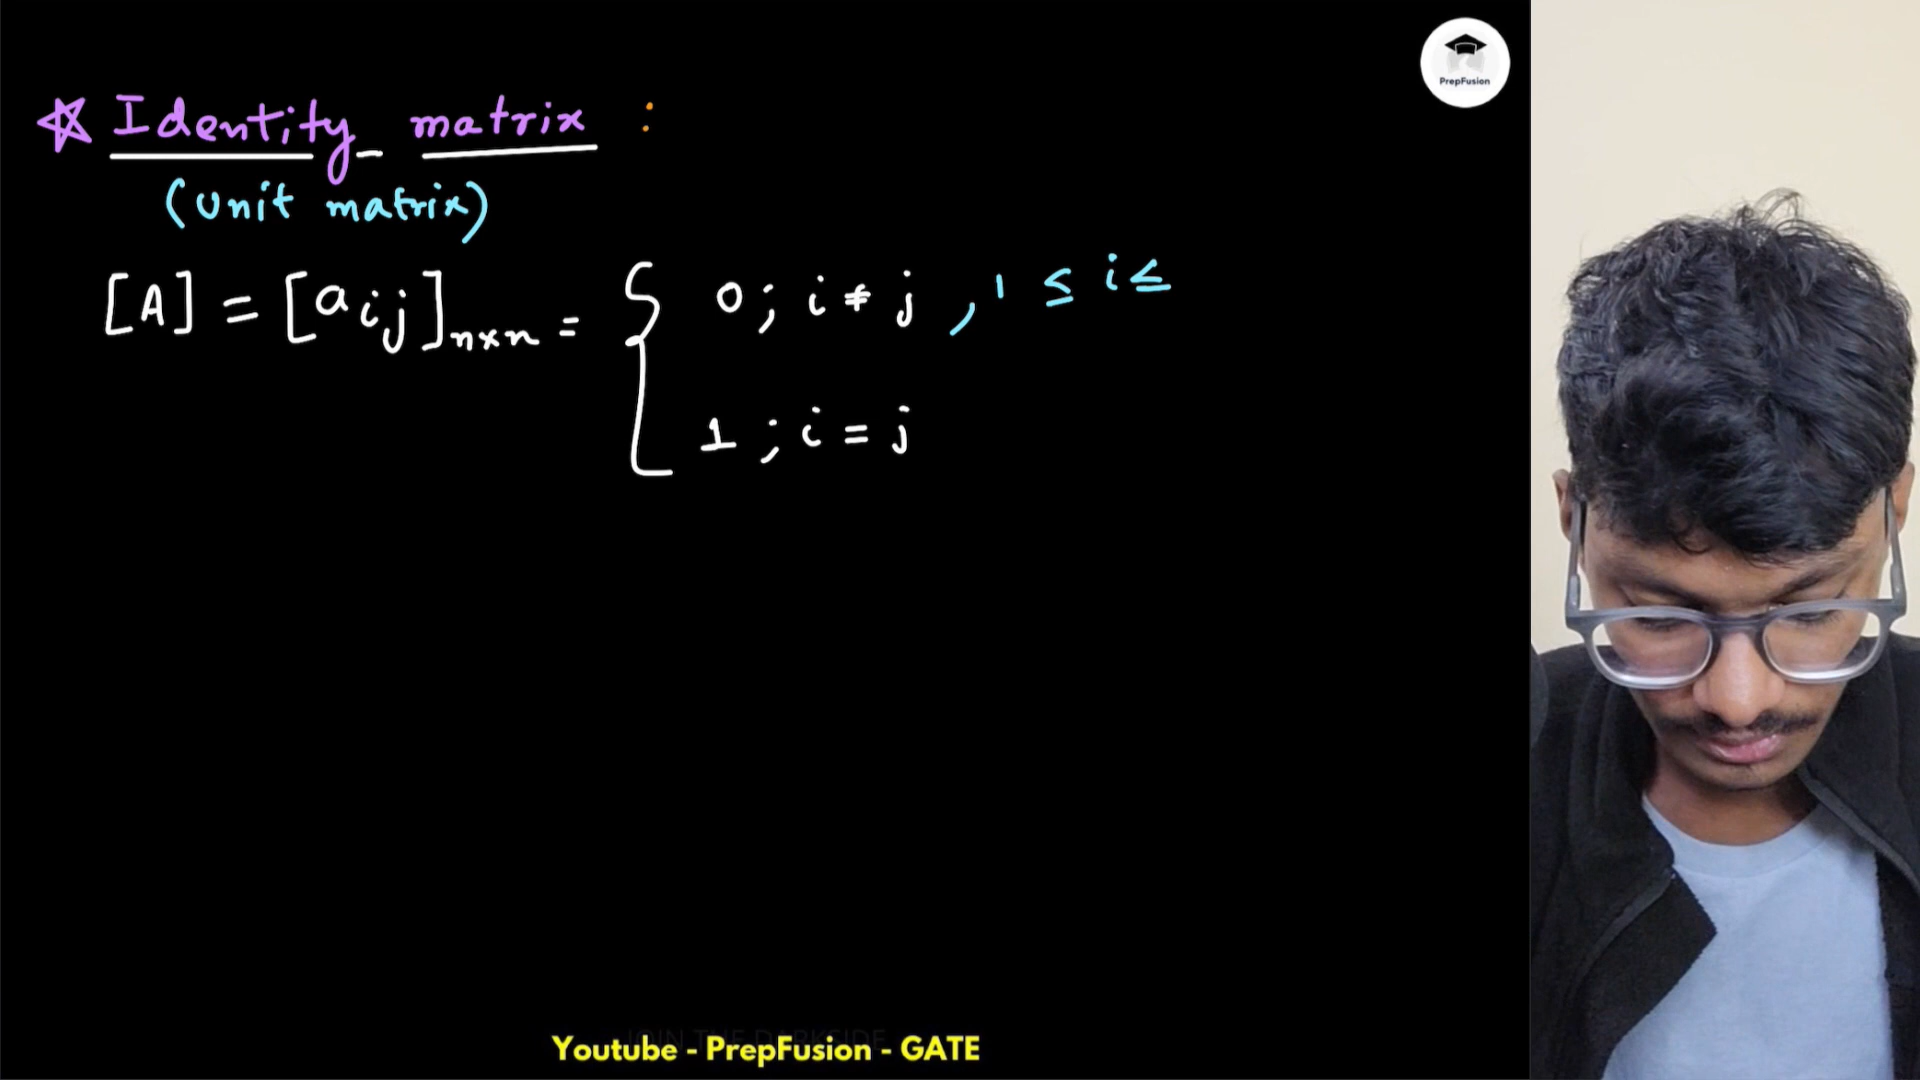 PrepFusion
☆ Identity matrix :
(Unit matrix)
[A] = [aij]n×n = { 0 ; i ≠ j , 1 ≤ i ≤
1 ; i = j
Youtube - PrepFusion - GATE